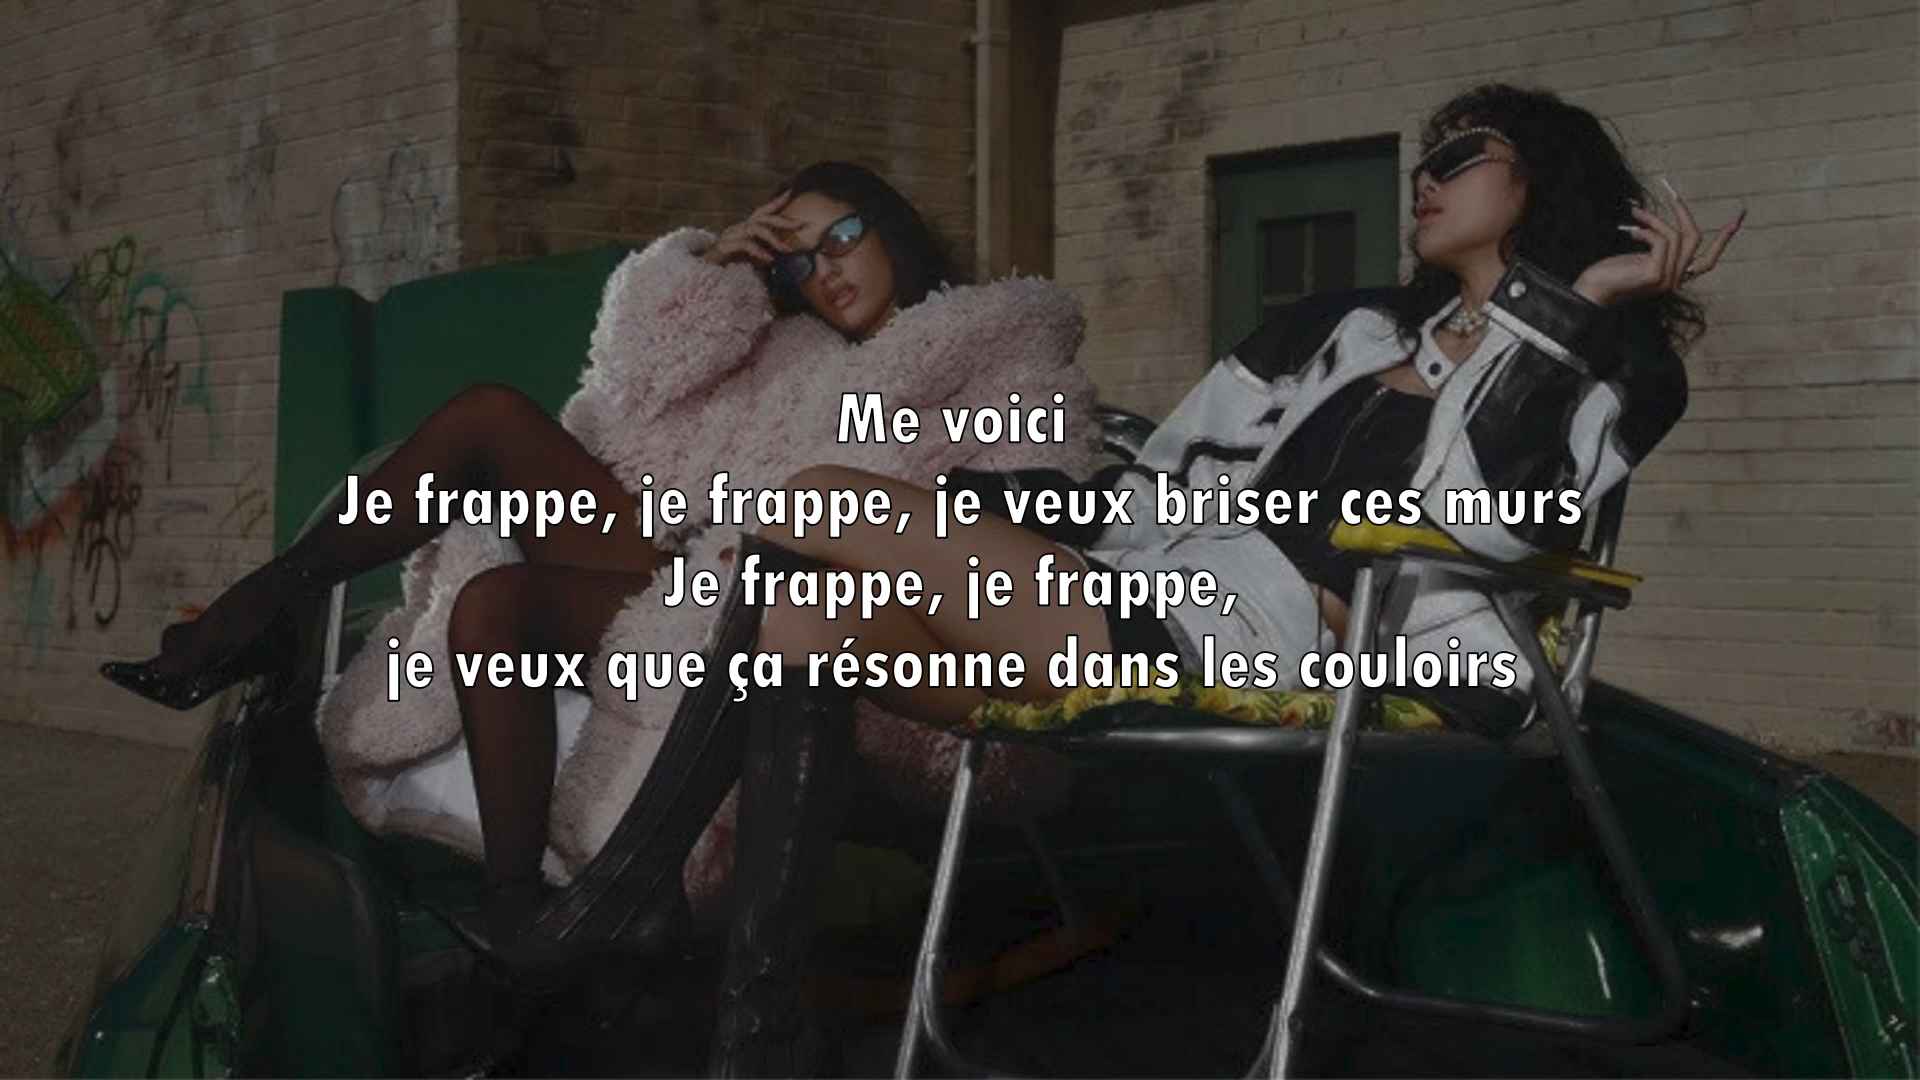 Me voici
Je frappe, je frappe, je veux briser ces murs
Je frappe, je frappe,
je veux que ça résonne dans les couloirs